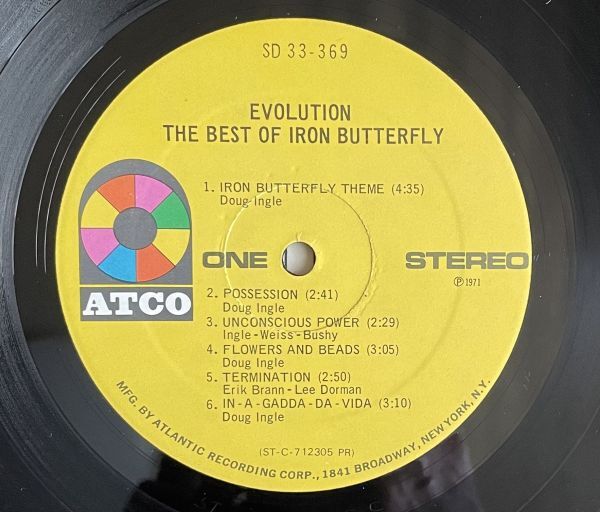 SD 33-369
EVOLUTION
THE BEST OF IRON BUTTERFLY
1. IRON BUTTERFLY THEME (4:35)
Doug Ingle
ATCO
ONE
STEREO
Ⓟ1971
2. POSSESSION (2:41)
Doug Ingle
3. UNCONSCIOUS POWER (2:29)
Ingle-Weiss-Bushy
4. FLOWERS AND BEADS (3:05)
Doug Ingle
5. TERMINATION (2:50)
Erik Brann-Lee Dorman
6. IN-A-GADDA-DA-VIDA (3:10)
Doug Ingle
(ST-C-712305 PR)
MFG. BY ATLANTIC RECORDING CORP., 1841 BROADWAY, NEW YORK, N.Y.